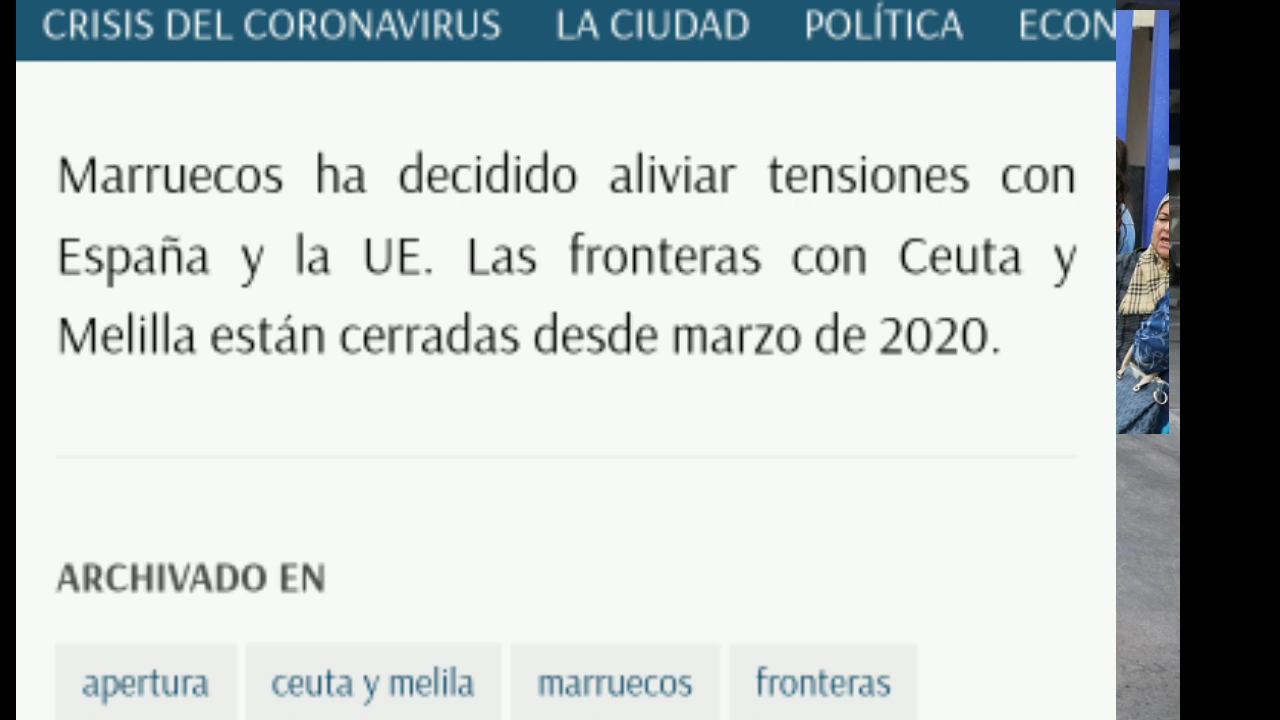 CRISIS DEL CORONAVIRUS LA CIUDAD POLÍTICA ECON
Marruecos ha decidido aliviar tensiones con
España y la UE. Las fronteras con Ceuta y
Melilla están cerradas desde marzo de 2020.
ARCHIVADO EN
apertura ceuta y melila marruecos fronteras